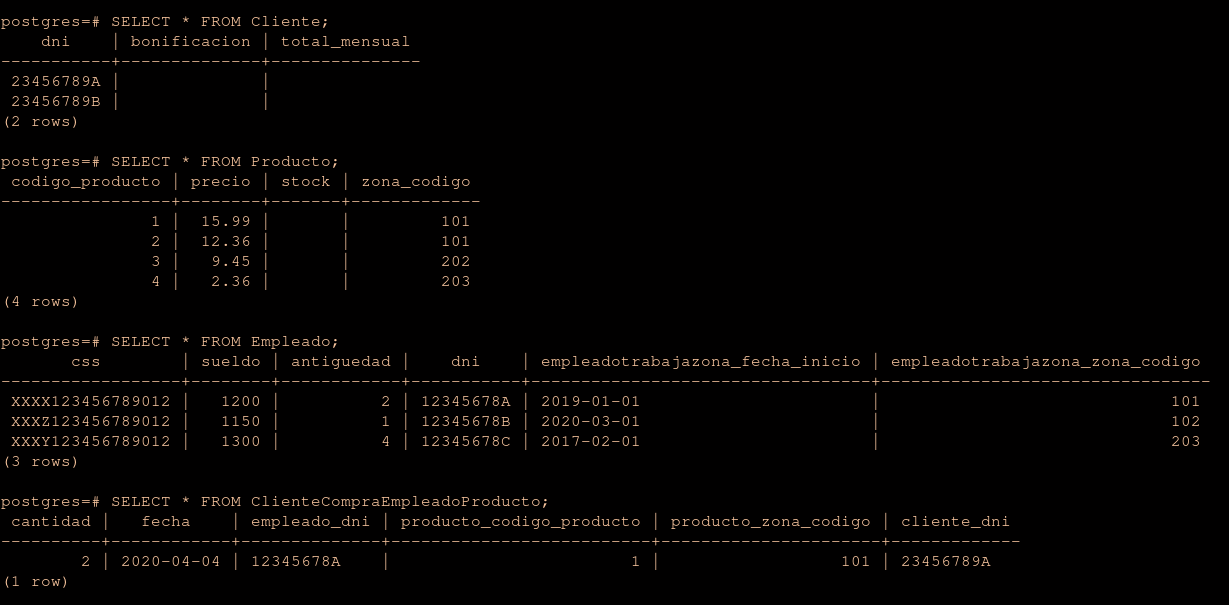 postgres=# SELECT * FROM Cliente;
    dni    | bonificacion | total_mensual
-----------+--------------+---------------
 23456789A |              |
 23456789B |              |
(2 rows)

postgres=# SELECT * FROM Producto;
 codigo_producto | precio | stock | zona_codigo
-----------------+--------+-------+-------------
               1 |  15.99 |       |         101
               2 |  12.36 |       |         101
               3 |   9.45 |       |         202
               4 |   2.36 |       |         203
(4 rows)

postgres=# SELECT * FROM Empleado;
       css        | sueldo | antiguedad |    dni    | empleadotrabajazona_fecha_inicio | empleadotrabajazona_zona_codigo
------------------+--------+------------+-----------+----------------------------------+---------------------------------
 XXXX123456789012 |   1200 |          2 | 12345678A | 2019-01-01                       |                             101
 XXXZ123456789012 |   1150 |          1 | 12345678B | 2020-03-01                       |                             102
 XXXY123456789012 |   1300 |          4 | 12345678C | 2017-02-01                       |                             203
(3 rows)

postgres=# SELECT * FROM ClienteCompraEmpleadoProducto;
 cantidad |   fecha    | empleado_dni | producto_codigo_producto | producto_zona_codigo | cliente_dni
----------+------------+--------------+--------------------------+----------------------+-------------
        2 | 2020-04-04 | 12345678A    |                        1 |                  101 | 23456789A
(1 row)